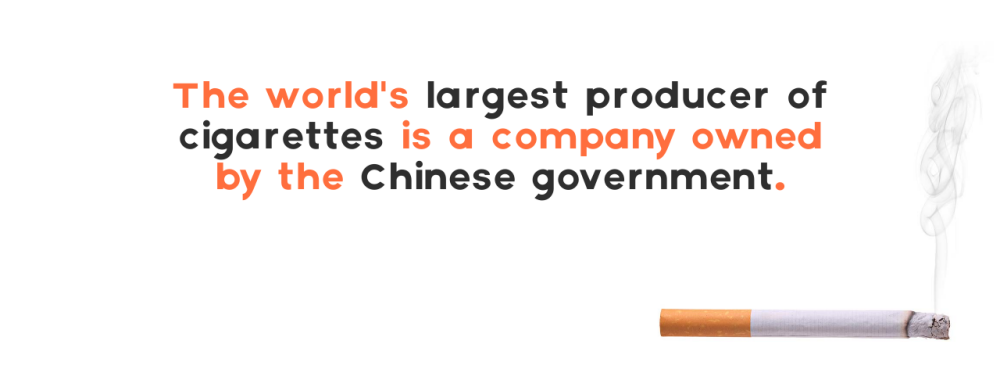 The world's largest producer of
cigarettes is a company owned
by the Chinese government.